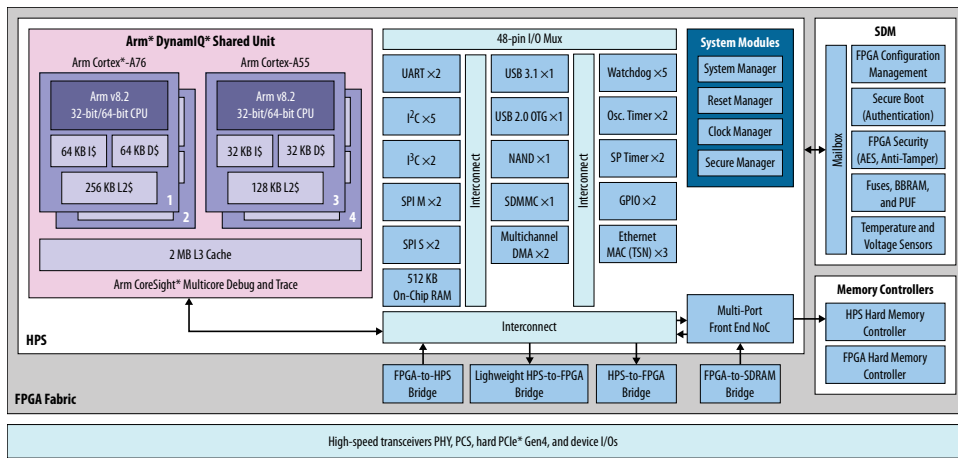 Arm* DynamIQ* Shared Unit
Arm Cortex*-A76
Arm v8.2
32-bit/64-bit CPU
64 KB I$
64 KB D$
256 KB L2$
1
2
Arm Cortex-A55
Arm v8.2
32-bit/64-bit CPU
32 KB I$
32 KB D$
128 KB L2$
3
4
2 MB L3 Cache
Arm CoreSight* Multicore Debug and Trace
HPS
48-pin I/O Mux
UART ×2
I²C ×5
I³C ×2
SPI M ×2
SPI S ×2
512 KB
On-Chip RAM
Interconnect
USB 3.1 ×1
USB 2.0 OTG ×1
NAND ×1
SDMMC ×1
Multichannel
DMA ×2
Interconnect
Watchdog ×5
Osc. Timer ×2
SP Timer ×2
GPIO ×2
Ethernet
MAC (TSN) ×3
System Modules
System Manager
Reset Manager
Clock Manager
Secure Manager
Interconnect
Multi-Port
Front End NoC
FPGA-to-HPS
Bridge
Lighweight HPS-to-FPGA
Bridge
HPS-to-FPGA
Bridge
FPGA-to-SDRAM
Bridge
SDM
Mailbox
FPGA Configuration
Management
Secure Boot
(Authentication)
FPGA Security
(AES, Anti-Tamper)
Fuses, BBRAM,
and PUF
Temperature and
Voltage Sensors
Memory Controllers
HPS Hard Memory
Controller
FPGA Hard Memory
Controller
FPGA Fabric
High-speed transceivers PHY, PCS, hard PCIe* Gen4, and device I/Os